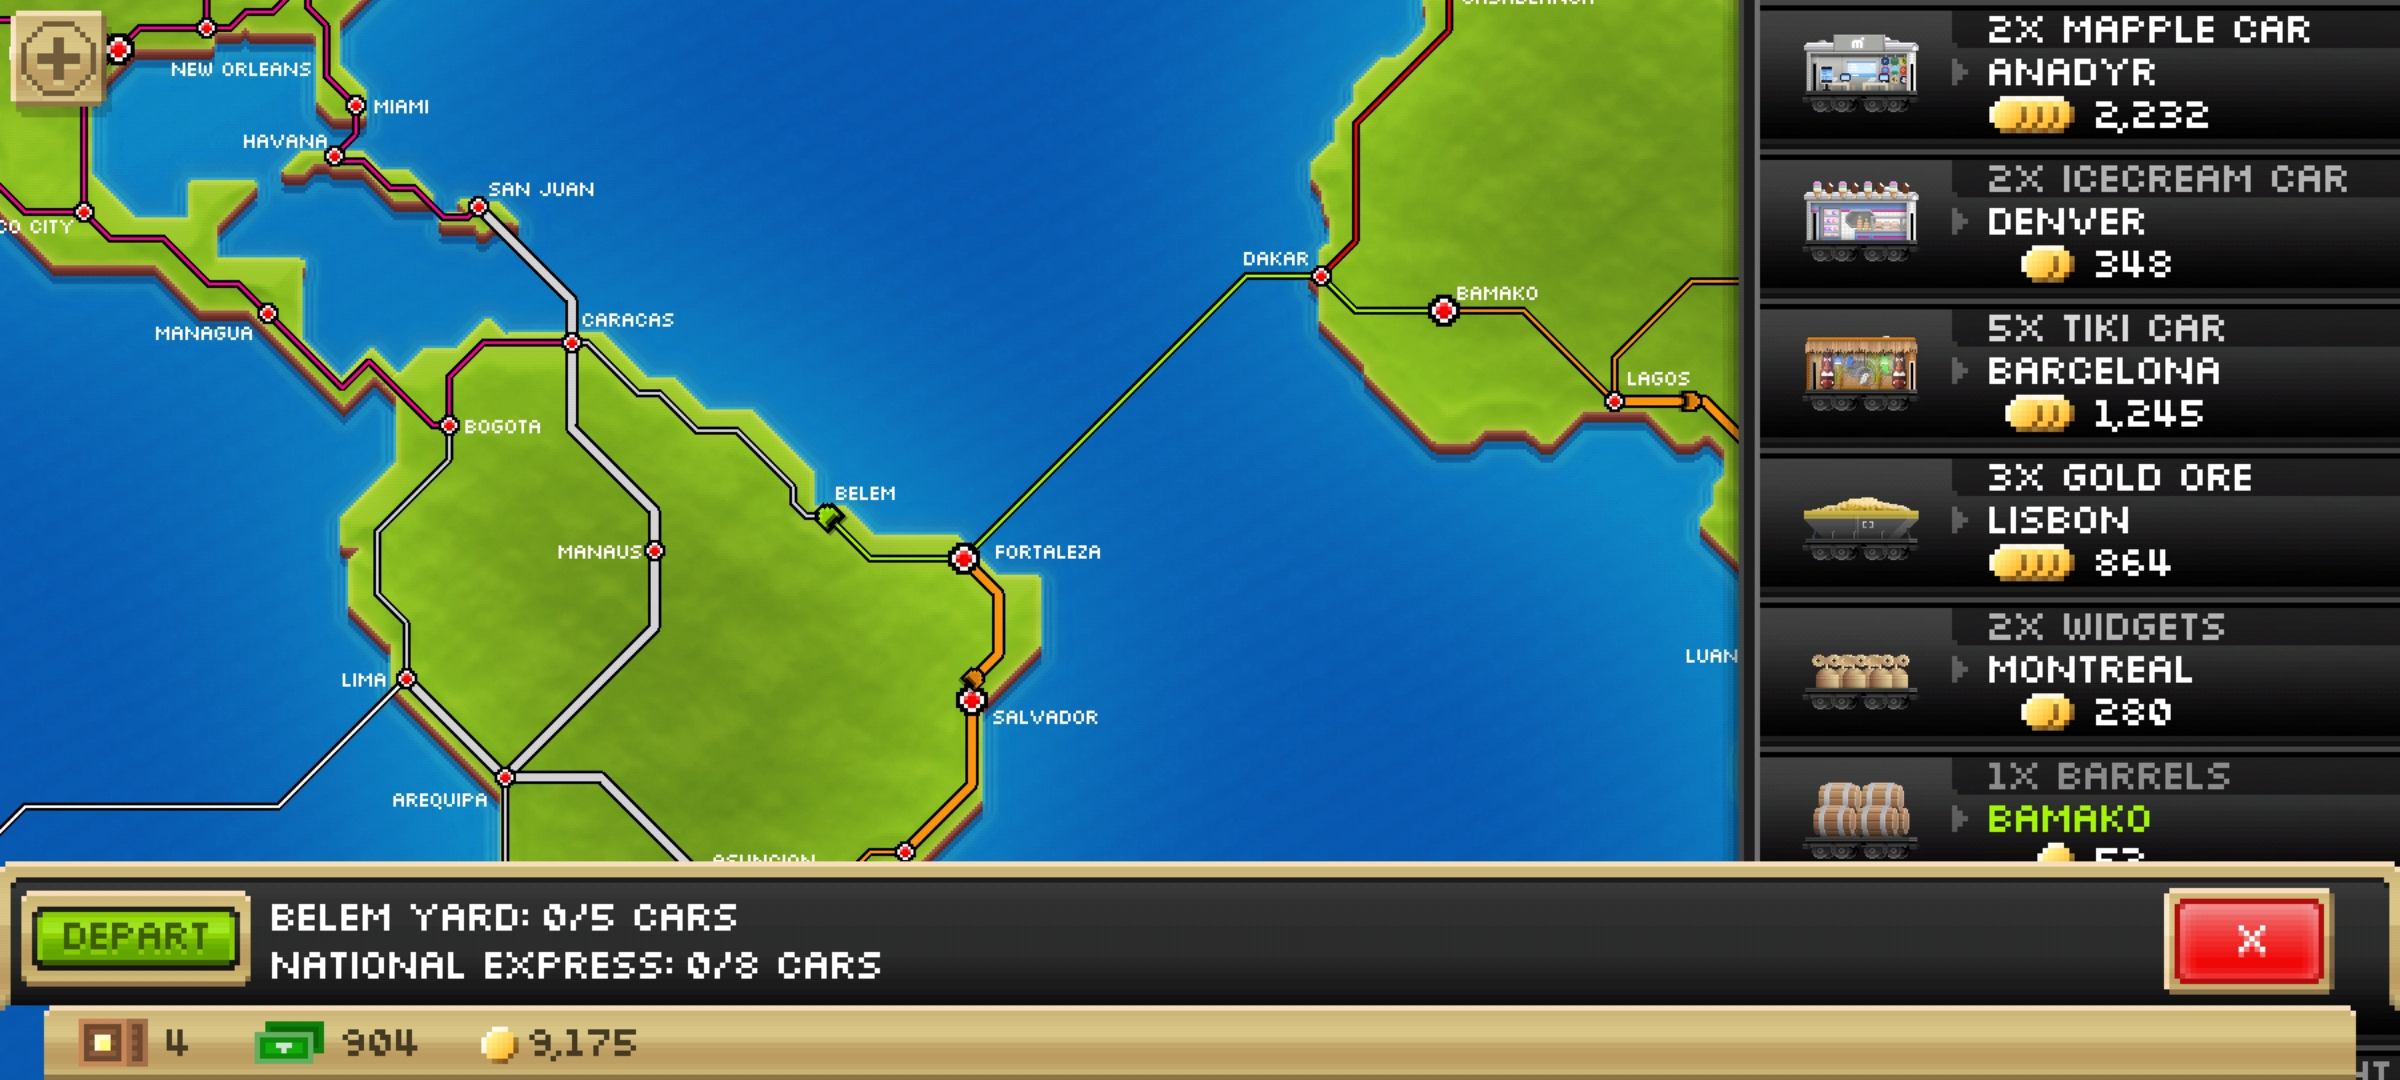 NEW ORLEANS
MIAMI
HAVANA
SAN JUAN
CO CITY
MANAGUA
CARACAS
BOGOTA
BELEM
MANAUS
FORTALEZA
LIMA
SALVADOR
AREQUIPA
ASUNCION
CASABLANCA
DAKAR
BAMAKO
LAGOS
LUAN
2X MAPPLE CAR
ANADYR
2,232
2X ICECREAM CAR
DENVER
348
5X TIKI CAR
BARCELONA
1,245
3X GOLD ORE
LISBON
864
2X WIDGETS
MONTREAL
280
1X BARRELS
BAMAKO
DEPART
BELEM YARD: 0/5 CARS
NATIONAL EXPRESS: 0/8 CARS
X
4
904
9,175